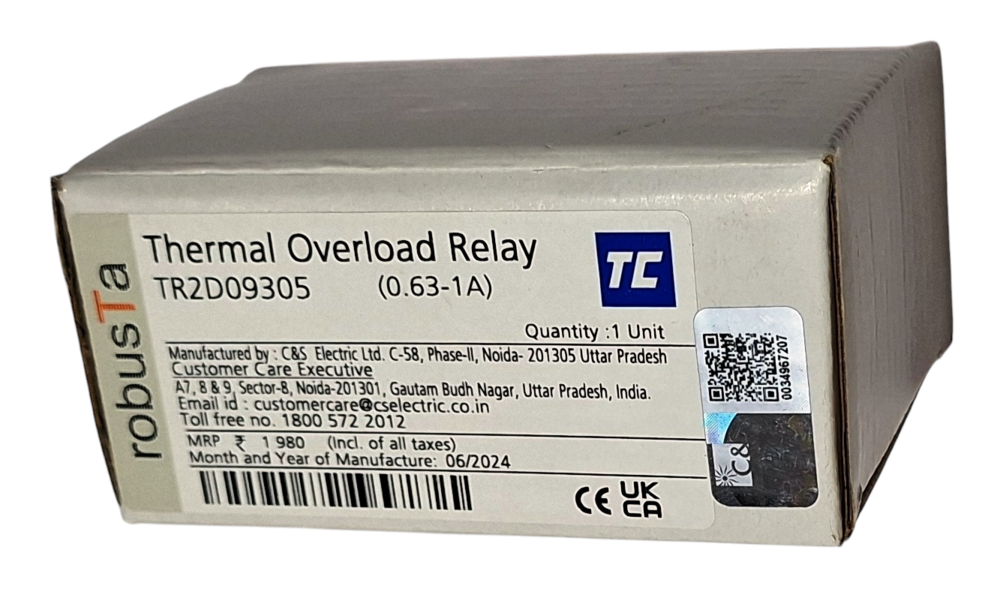 robusTa
Thermal Overload Relay
TR2D09305 (0.63-1A)
TC
Quantity :1 Unit
Manufactured by : C&S Electric Ltd. C-58, Phase-II, Noida- 201305 Uttar Pradesh
Customer Care Executive
A7, 8 & 9, Sector-8, Noida-201301, Gautam Budh Nagar, Uttar Pradesh, India.
Email id : customercare@cselectric.co.in
Toll free no. 1800 572 2012
MRP ₹ 1 980 (Incl. of all taxes)
Month and Year of Manufacture: 06/2024
CE UK
CA
0034967207
C&